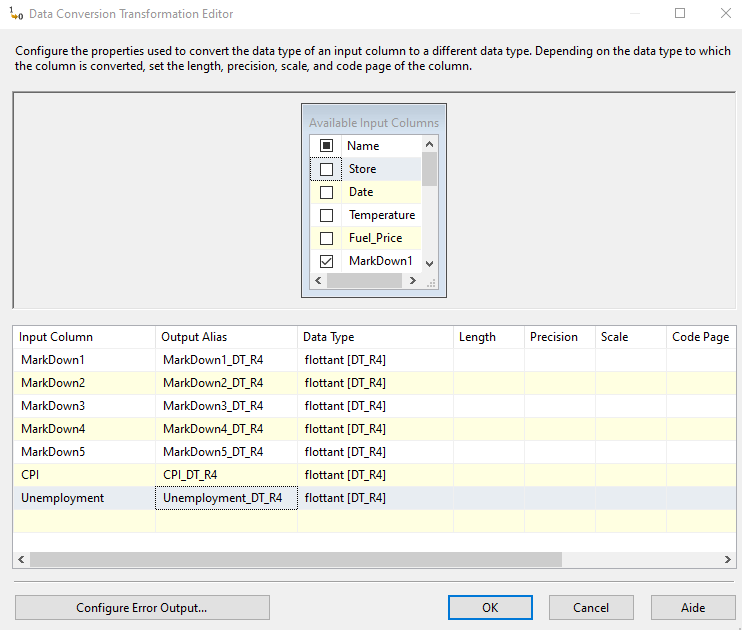 Data Conversion Transformation Editor
Configure the properties used to convert the data type of an input column to a different data type. Depending on the data type to which
the column is converted, set the length, precision, scale, and code page of the column.
Available Input Columns
Name
Store
Date
Temperature
Fuel_Price
MarkDown1
Input Column Output Alias Data Type Length Precision Scale Code Page
MarkDown1 MarkDown1_DT_R4 flottant [DT_R4]
MarkDown2 MarkDown2_DT_R4 flottant [DT_R4]
MarkDown3 MarkDown3_DT_R4 flottant [DT_R4]
MarkDown4 MarkDown4_DT_R4 flottant [DT_R4]
MarkDown5 MarkDown5_DT_R4 flottant [DT_R4]
CPI CPI_DT_R4 flottant [DT_R4]
Unemployment Unemployment_DT_R4 flottant [DT_R4]
Configure Error Output... OK Cancel Aide